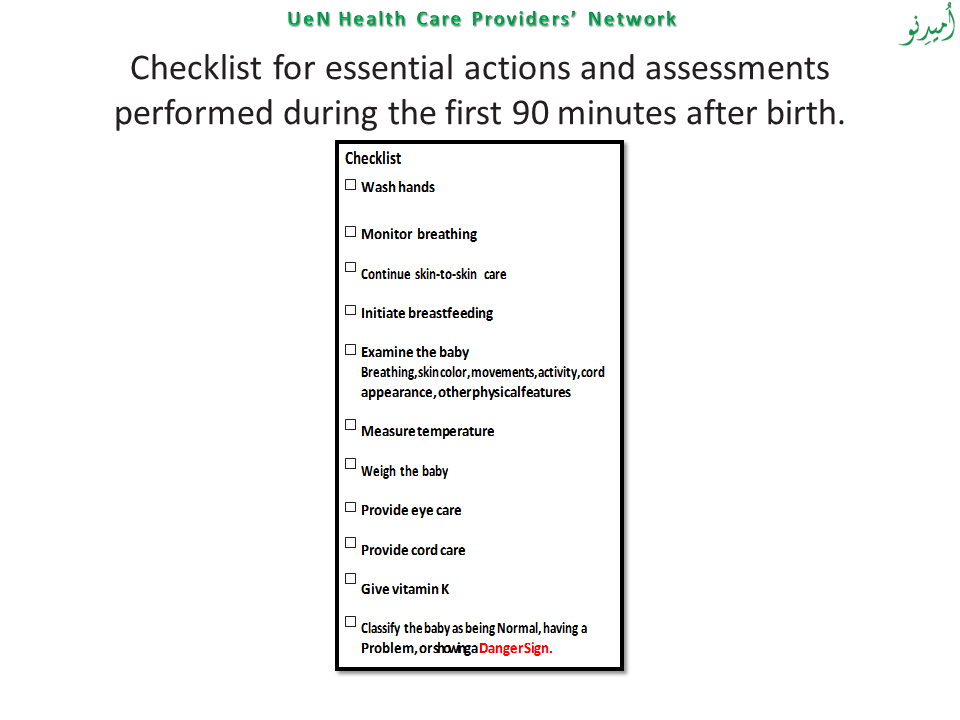 UeN Health Care Providers’ Network
اُمیدِنو
Checklist for essential actions and assessments
performed during the first 90 minutes after birth.
Checklist
Wash hands
Monitor breathing
Continue skin-to-skin care
Initiate breastfeeding
Examine the baby
Breathing, skin color, movements, activity, cord
appearance, other physical features
Measure temperature
Weigh the baby
Provide eye care
Provide cord care
Give vitamin K
Classify the baby as being Normal, having a
Problem, or showing a Danger Sign.